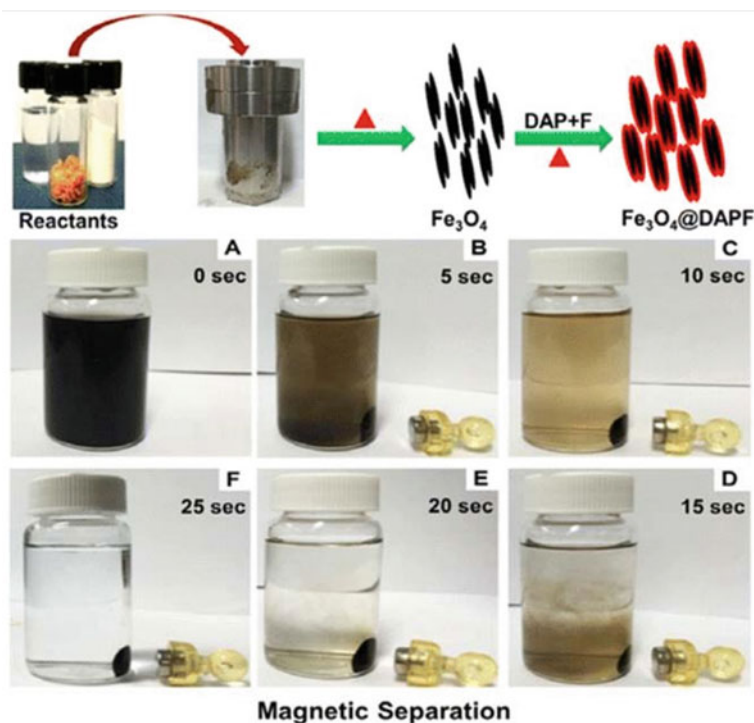 DAP+F
Reactants
Fe₃O₄
Fe₃O₄@DAPF
A
0 sec
B
5 sec
C
10 sec
F
25 sec
E
20 sec
D
15 sec
Magnetic Separation